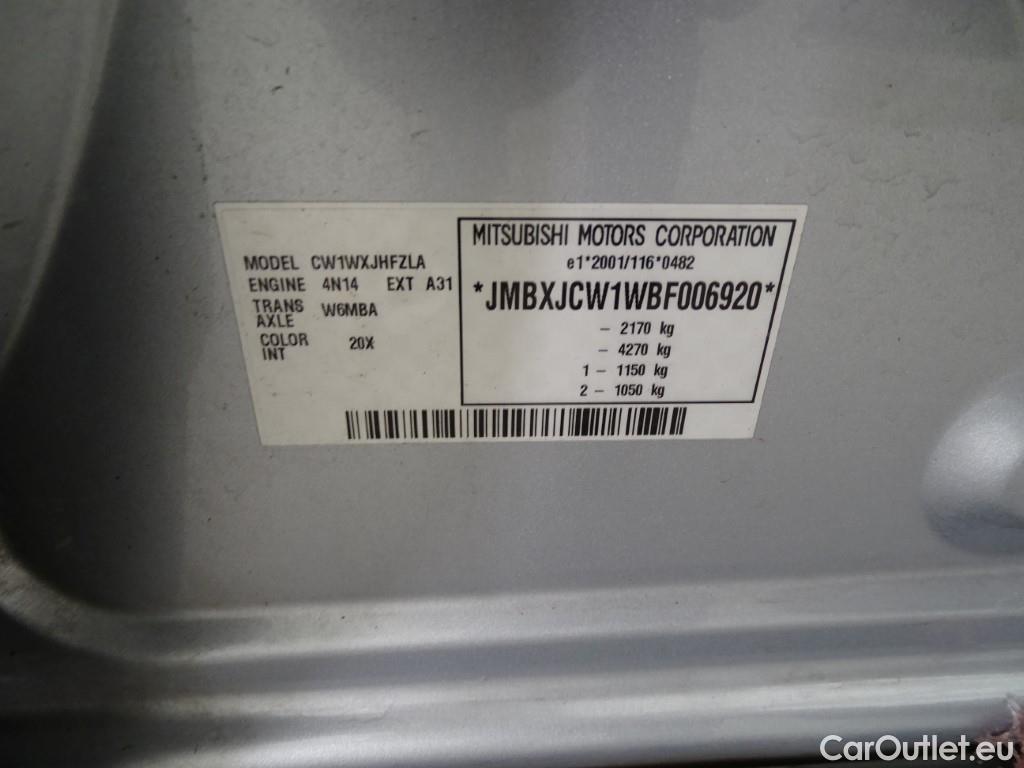 MODEL CW1WXJHFZLA
ENGINE 4N14 EXT A31
TRANS
AXLE W6MBA
COLOR
INT 20X
MITSUBISHI MOTORS CORPORATION
e1*2001/116*0482
*JMBXJCW1WBF006920*
– 2170 kg
– 4270 kg
1 – 1150 kg
2 – 1050 kg
CarOutlet.eu